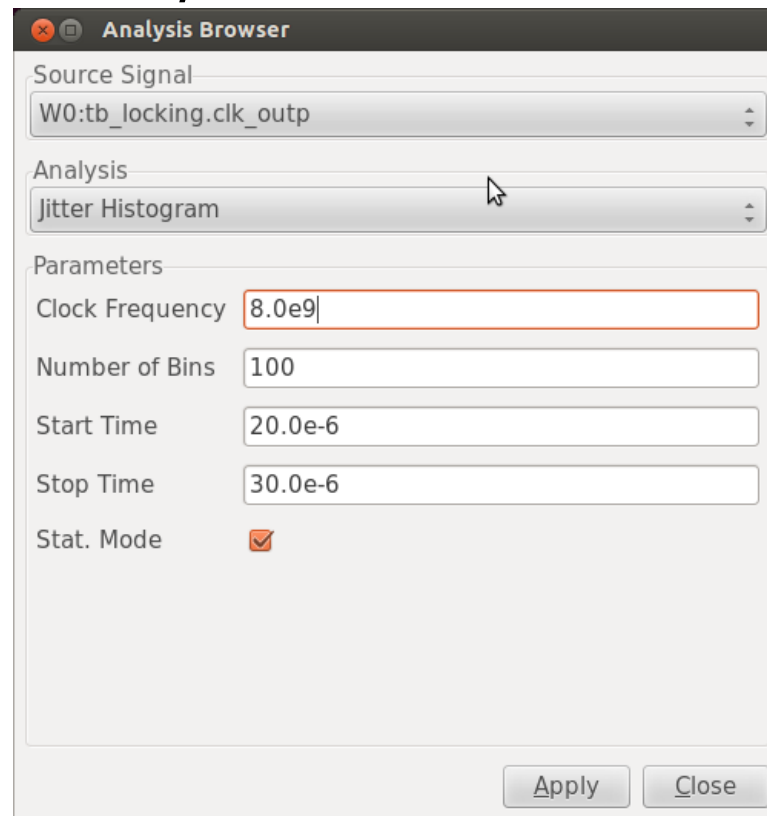 Analysis Browser
Source Signal
W0:tb_locking.clk_outp
Analysis
Jitter Histogram
Parameters
Clock Frequency 8.0e9
Number of Bins 100
Start Time 20.0e-6
Stop Time 30.0e-6
Stat. Mode
Apply Close